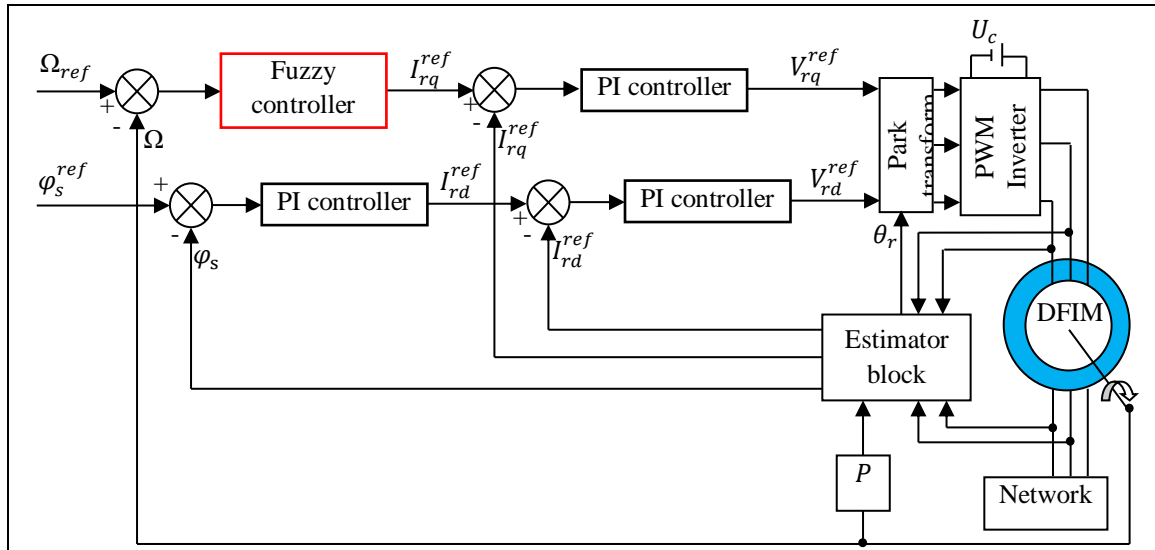 Ω_ref
+
-
Ω
Fuzzy
controller
I_rq^ref
+
-
I_rq^ref
PI controller
V_rq^ref
Park
transform
PWM
Inverter
U_c
φ_s^ref
+
-
φ_s
PI controller
I_rd^ref
+
-
I_rd^ref
PI controller
V_rd^ref
θ_r
Estimator
block
DFIM
P
Network